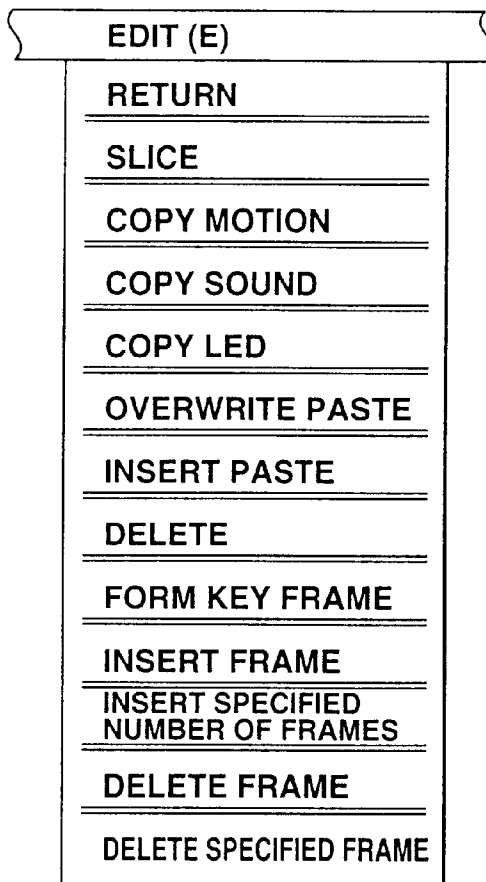 EDIT (E)
RETURN
SLICE
COPY MOTION
COPY SOUND
COPY LED
OVERWRITE PASTE
INSERT PASTE
DELETE
FORM KEY FRAME
INSERT FRAME
INSERT SPECIFIED
NUMBER OF FRAMES
DELETE FRAME
DELETE SPECIFIED FRAME